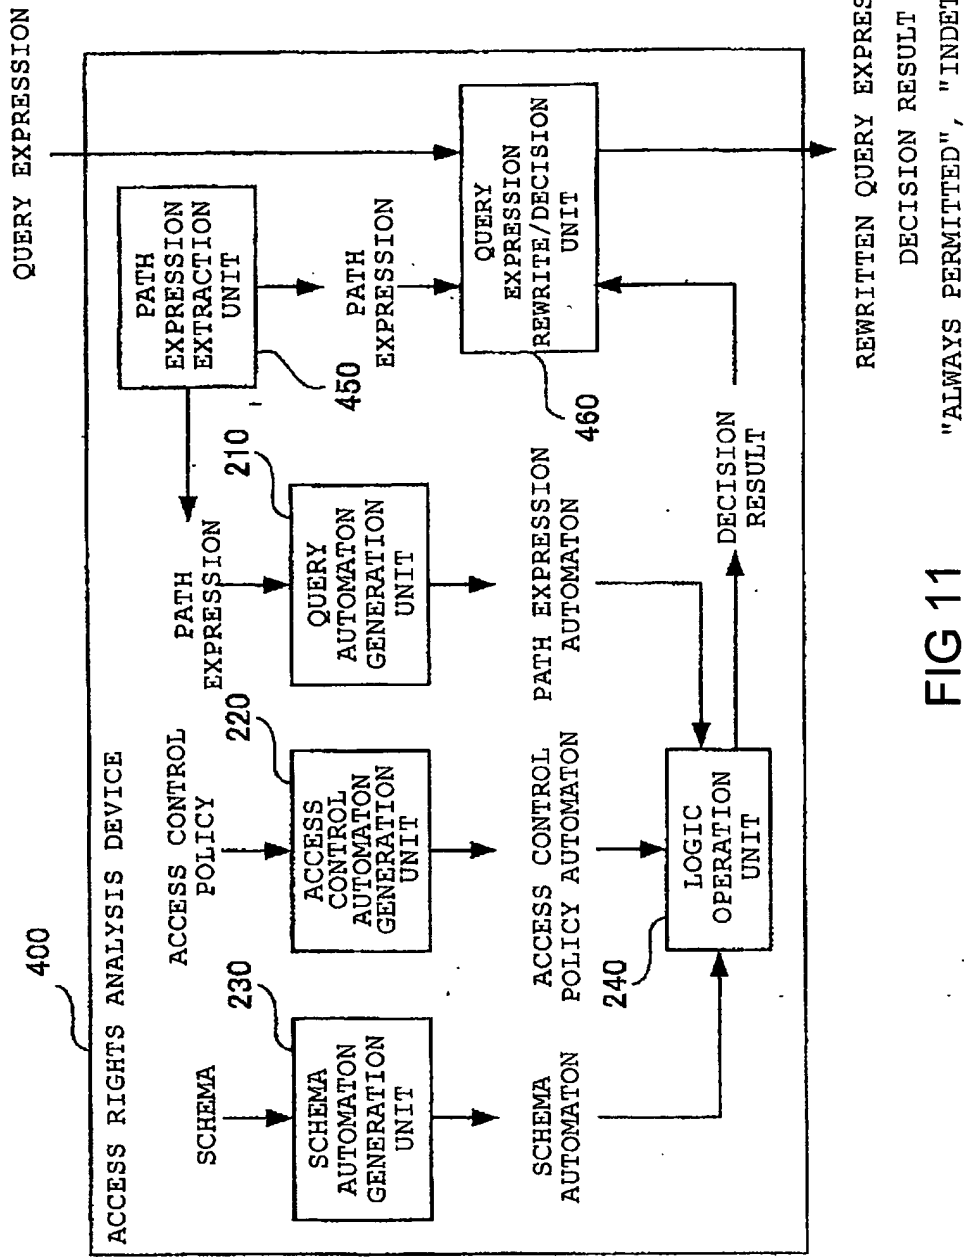 400
ACCESS RIGHTS ANALYSIS DEVICE
QUERY EXPRESSION
SCHEMA
ACCESS CONTROL
POLICY
PATH
EXPRESSION
PATH
EXPRESSION
EXTRACTION
UNIT
450
230
220
210
SCHEMA
AUTOMATON
GENERATION
UNIT
ACCESS
CONTROL
AUTOMATON
GENERATION
UNIT
QUERY
AUTOMATON
GENERATION
UNIT
PATH
EXPRESSION
SCHEMA
AUTOMATON
ACCESS CONTROL
POLICY AUTOMATON
PATH EXPRESSION
AUTOMATON
QUERY
EXPRESSION
REWRITE/DECISION
UNIT
460
240
LOGIC
OPERATION
UNIT
DECISION
RESULT
REWRITTEN QUERY EXPRES
DECISION RESULT
"ALWAYS PERMITTED", "INDET
FIG 11